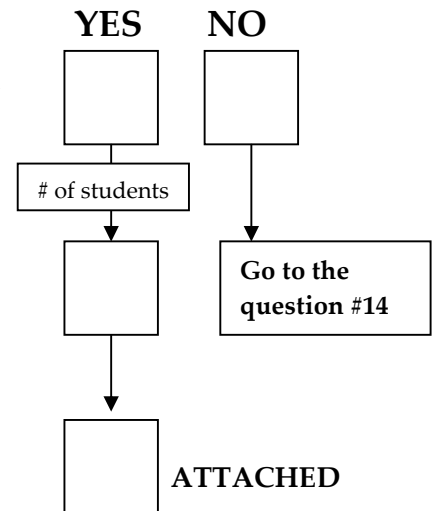 YES NO
# of students
Go to the
question #14
ATTACHED